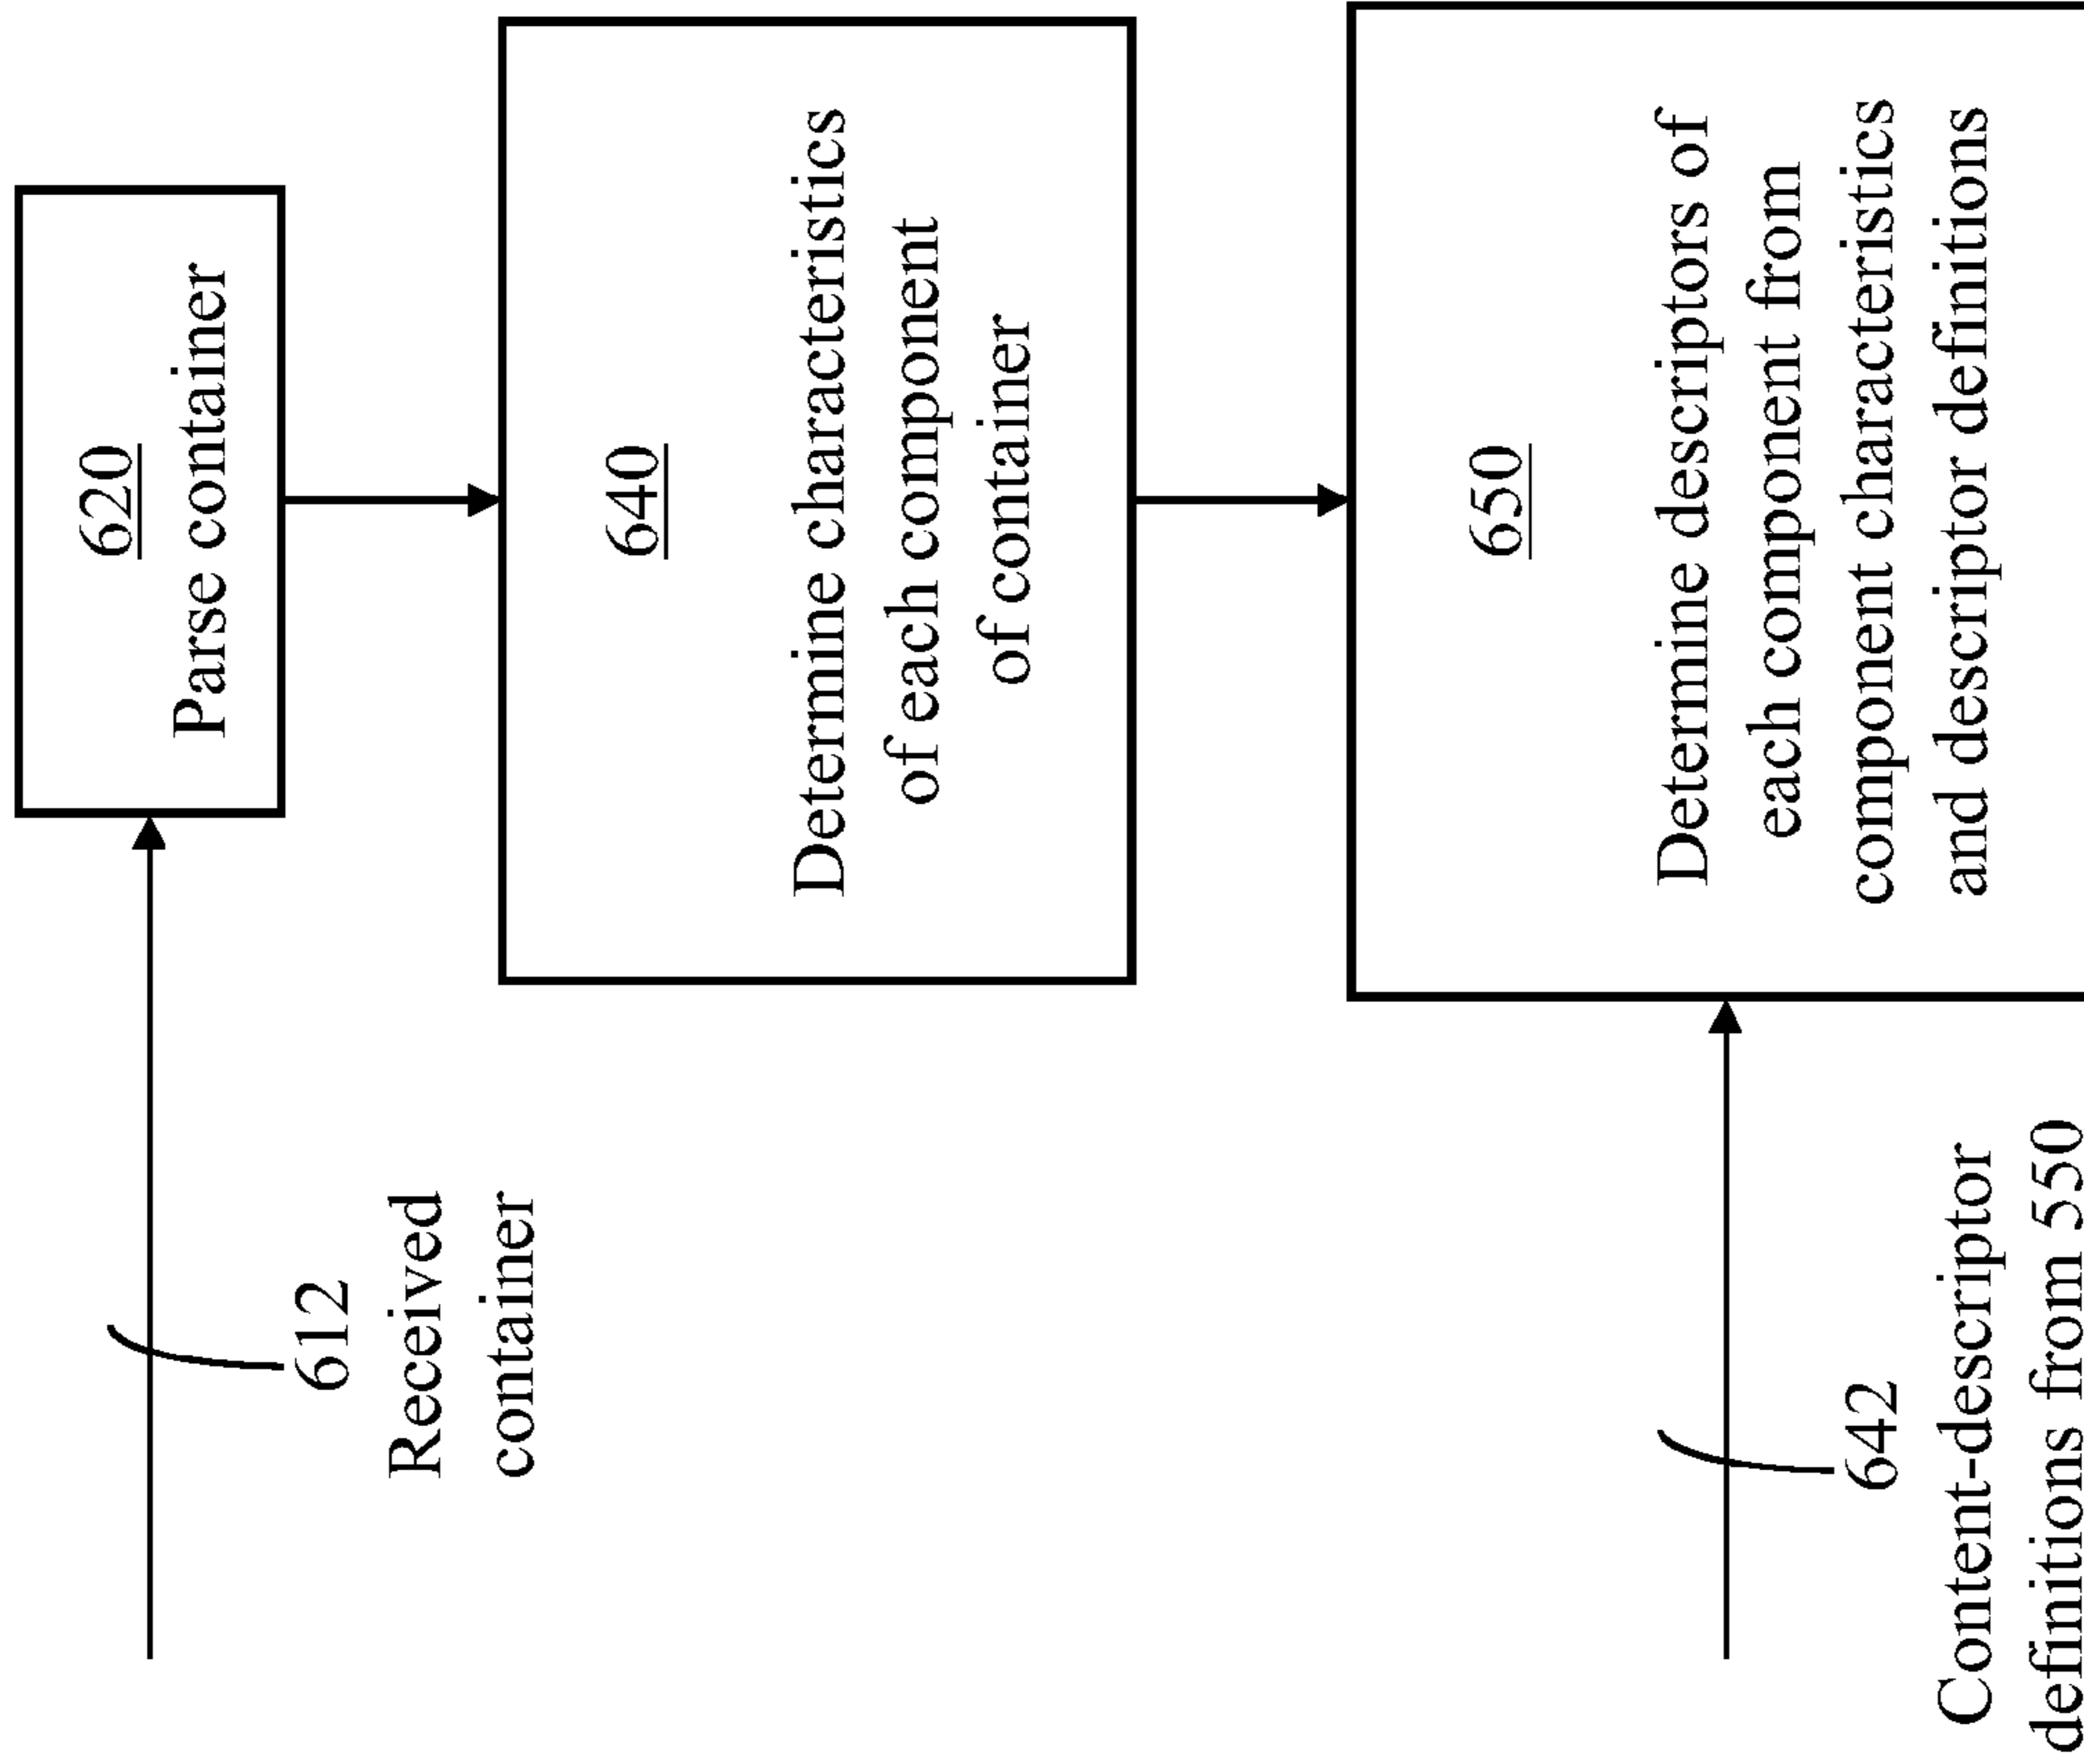 620
Parse container
640
Determine characteristics
of each component
of container
650
Determine descriptors of
each component from
component characteristics
and descriptor definitions
612
Received
container
642
Content-descriptor
definitions from 550